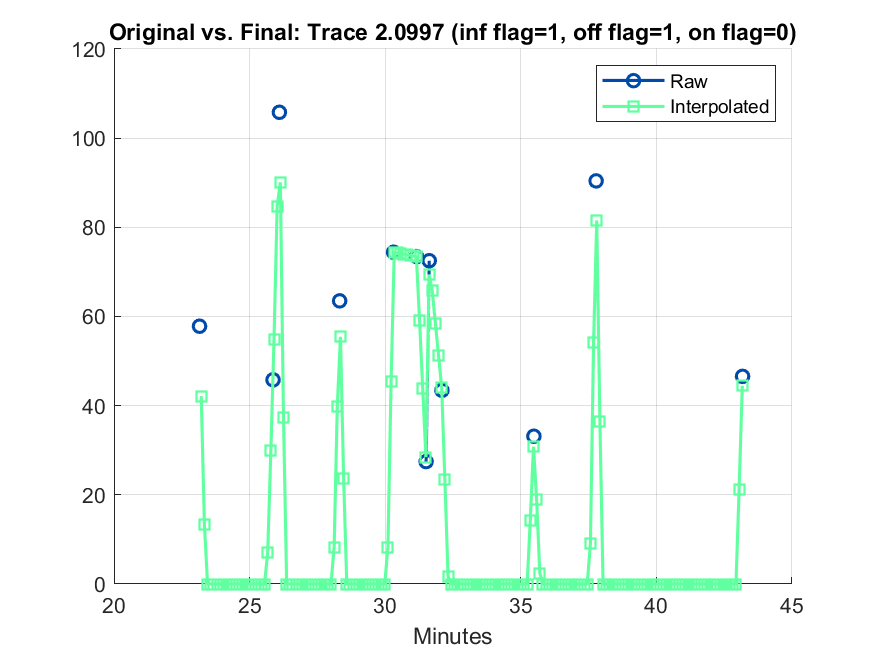 Original vs. Final: Trace 2.0997 (inf flag=1, off flag=1, on flag=0)
120
100
80
60
40
20
0
Raw
Interpolated
20 25 30 35 40 45
Minutes